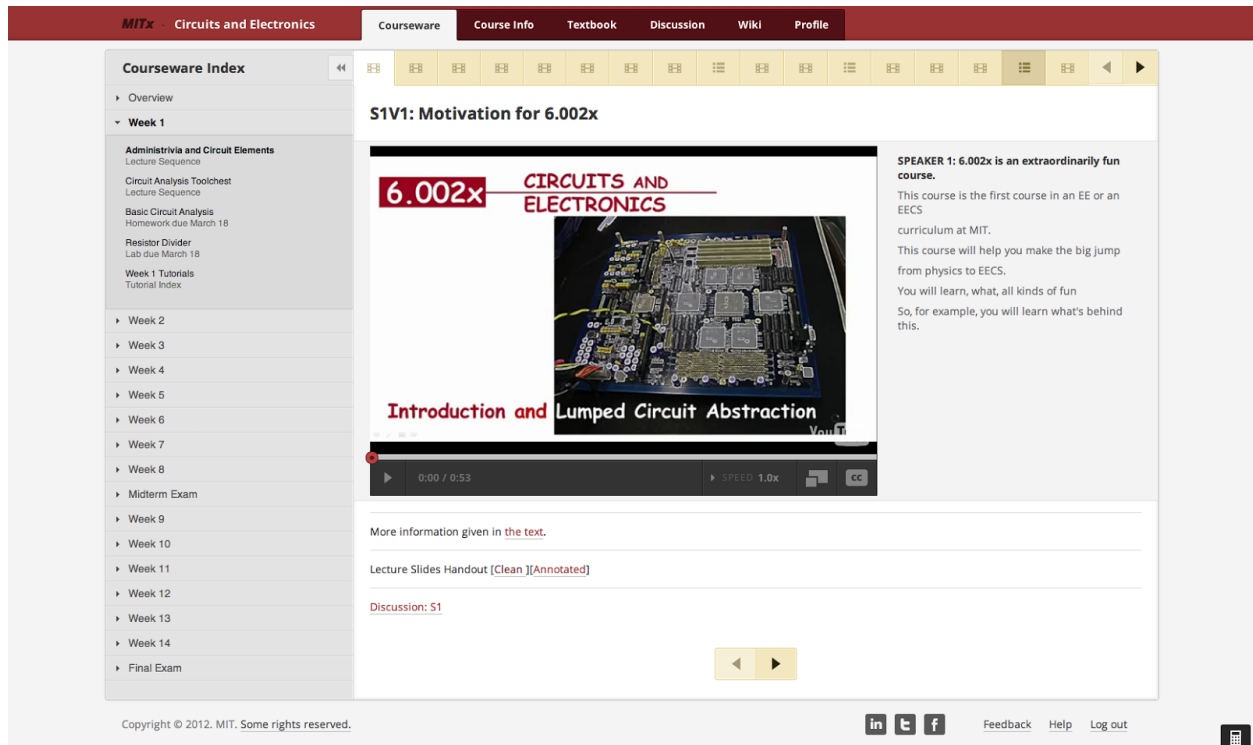 MITx - Circuits and Electronics
Courseware
Course Info
Textbook
Discussion
Wiki
Profile
Courseware Index
Overview
Week 1
Administrivia and Circuit Elements
Lecture Sequence
Circuit Analysis Toolchest
Lecture Sequence
Basic Circuit Analysis
Homework due March 18
Resistor Divider
Lab due March 18
Week 1 Tutorials
Tutorial Index
Week 2
Week 3
Week 4
Week 5
Week 6
Week 7
Week 8
Midterm Exam
Week 9
Week 10
Week 11
Week 12
Week 13
Week 14
Final Exam
S1V1: Motivation for 6.002x
6.002x
CIRCUITS AND
ELECTRONICS
Introduction and Lumped Circuit Abstraction
0:00 / 0:53
SPEED 1.0x
CC
SPEAKER 1: 6.002x is an extraordinarily fun
course.
This course is the first course in an EE or an
EECS
curriculum at MIT.
This course will help you make the big jump
from physics to EECS.
You will learn, what, all kinds of fun
So, for example, you will learn what's behind
this.
More information given in the text.
Lecture Slides Handout [Clean ][Annotated]
Discussion: S1
Copyright © 2012. MIT. Some rights reserved.
in
t
f
Feedback
Help
Log out